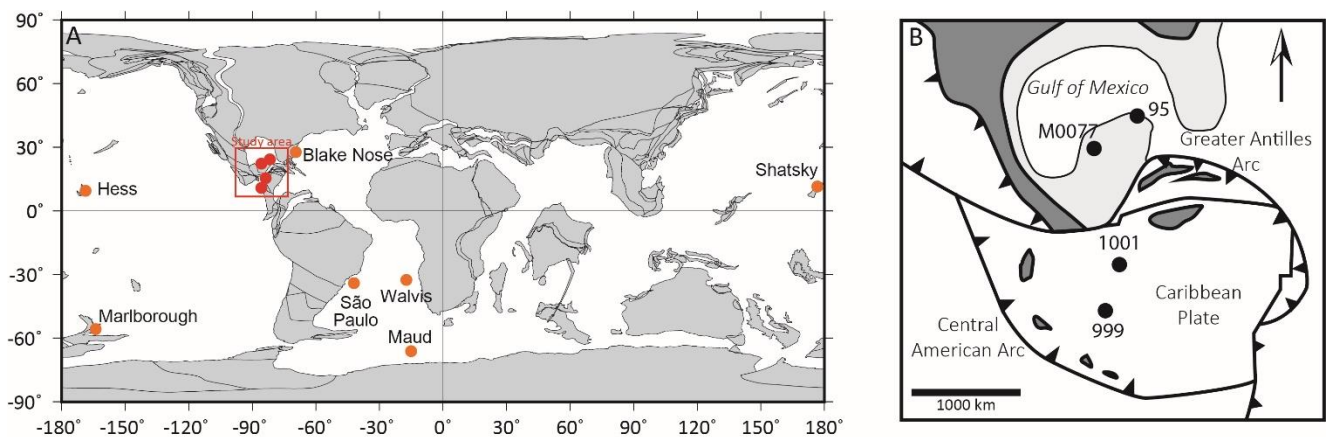 A
90°
60°
30°
0°
-30°
-60°
-90°
-180°
-150°
-120°
-90°
-60°
-30°
0°
30°
60°
90°
120°
150°
180°
Study area
Blake Nose
Hess
Shatsky
Marlborough
São
Paulo
Walvis
Maud
B
Gulf of Mexico
95
M0077
Greater Antilles
Arc
1001
Caribbean
Plate
999
Central
American Arc
1000 km